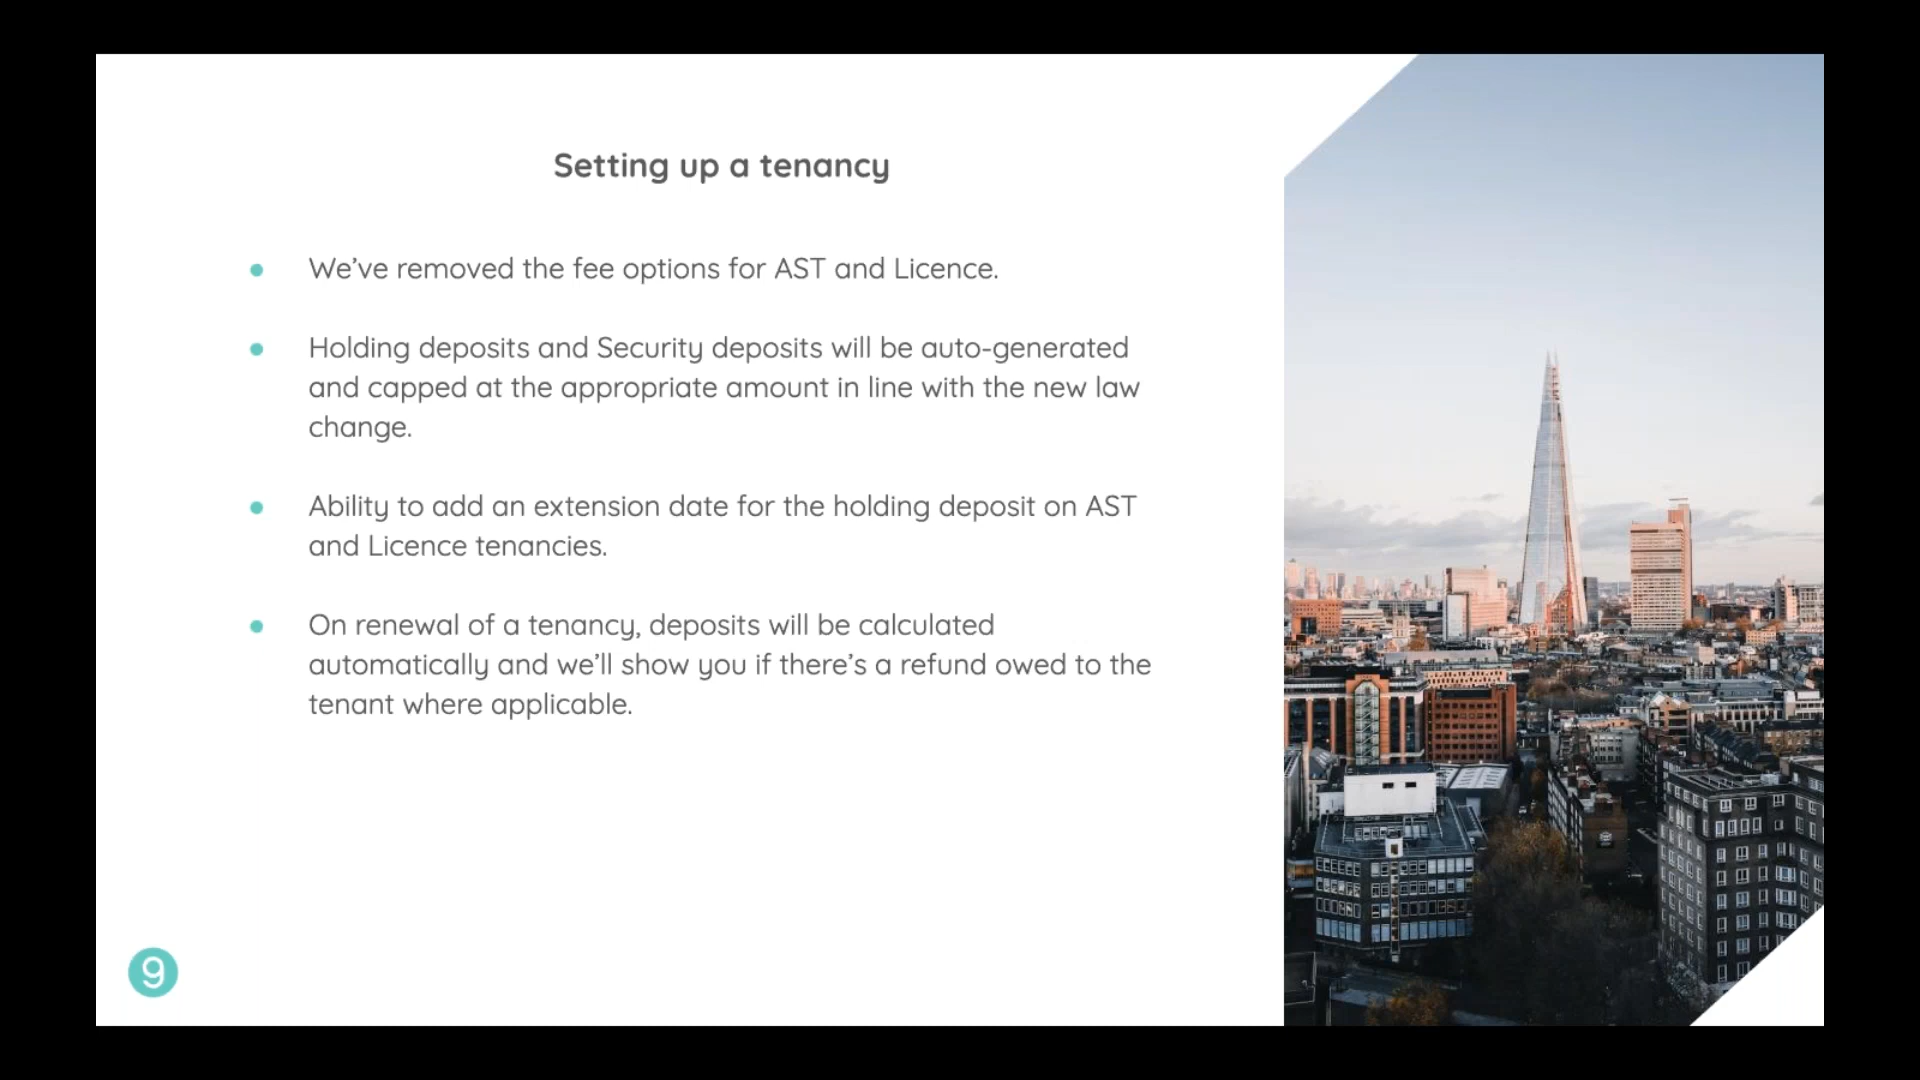 Setting up a tenancy
We’ve removed the fee options for AST and Licence.
Holding deposits and Security deposits will be auto-generated
and capped at the appropriate amount in line with the new law
change.
Ability to add an extension date for the holding deposit on AST
and Licence tenancies.
On renewal of a tenancy, deposits will be calculated
automatically and we’ll show you if there’s a refund owed to the
tenant where applicable.
9